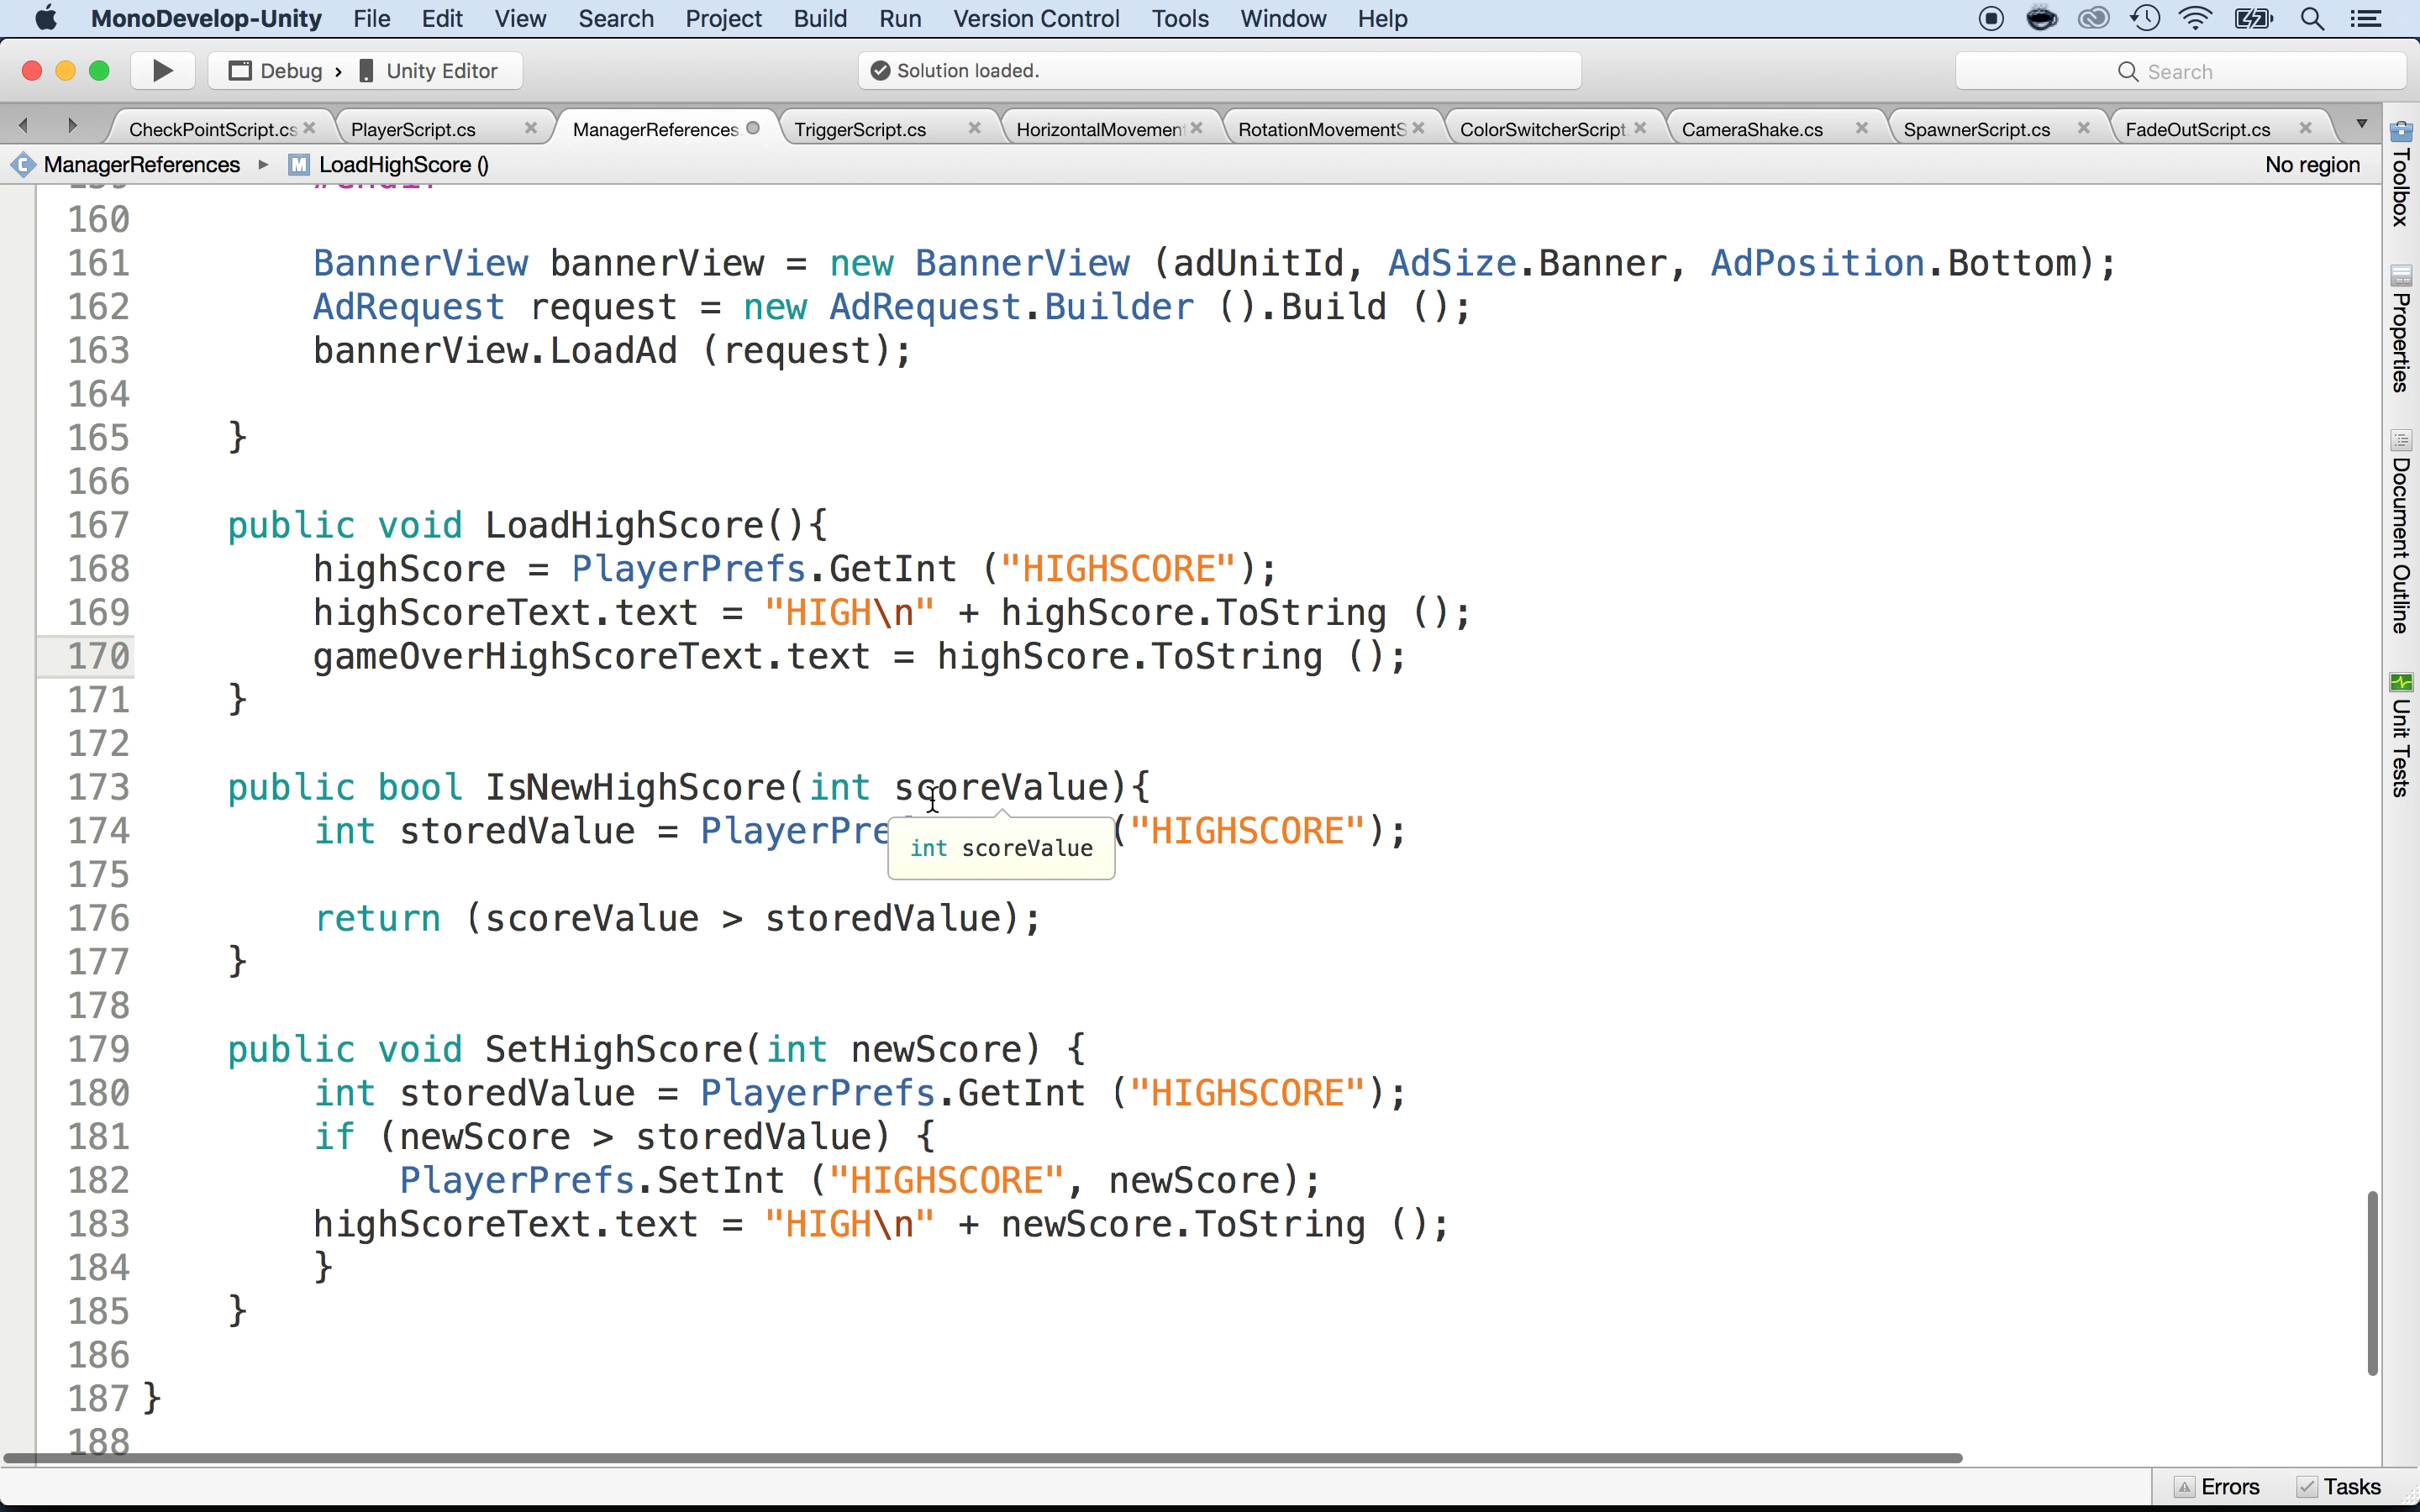 MonoDevelop-Unity File Edit View Search Project Build Run Version Control Tools Window Help
Debug › Unity Editor
Solution loaded.
Search
CheckPointScript.cs PlayerScript.cs ManagerReferences TriggerScript.cs HorizontalMovemen RotationMovementS ColorSwitcherScript CameraShake.cs SpawnerScript.cs FadeOutScript.cs
ManagerReferences LoadHighScore () No region
160
161 BannerView bannerView = new BannerView (adUnitId, AdSize.Banner, AdPosition.Bottom);
162 AdRequest request = new AdRequest.Builder ().Build ();
163 bannerView.LoadAd (request);
164
165 }
166
167 public void LoadHighScore(){
168 highScore = PlayerPrefs.GetInt ("HIGHSCORE");
169 highScoreText.text = "HIGH\n" + highScore.ToString ();
170 gameOverHighScoreText.text = highScore.ToString ();
171 }
172
173 public bool IsNewHighScore(int scoreValue){
174 int storedValue = PlayerPre ("HIGHSCORE");
int scoreValue
175
176 return (scoreValue > storedValue);
177 }
178
179 public void SetHighScore(int newScore) {
180 int storedValue = PlayerPrefs.GetInt ("HIGHSCORE");
181 if (newScore > storedValue) {
182 PlayerPrefs.SetInt ("HIGHSCORE", newScore);
183 highScoreText.text = "HIGH\n" + newScore.ToString ();
184 }
185 }
186
187 }
188
Toolbox
Properties
Document Outline
Unit Tests
Errors Tasks